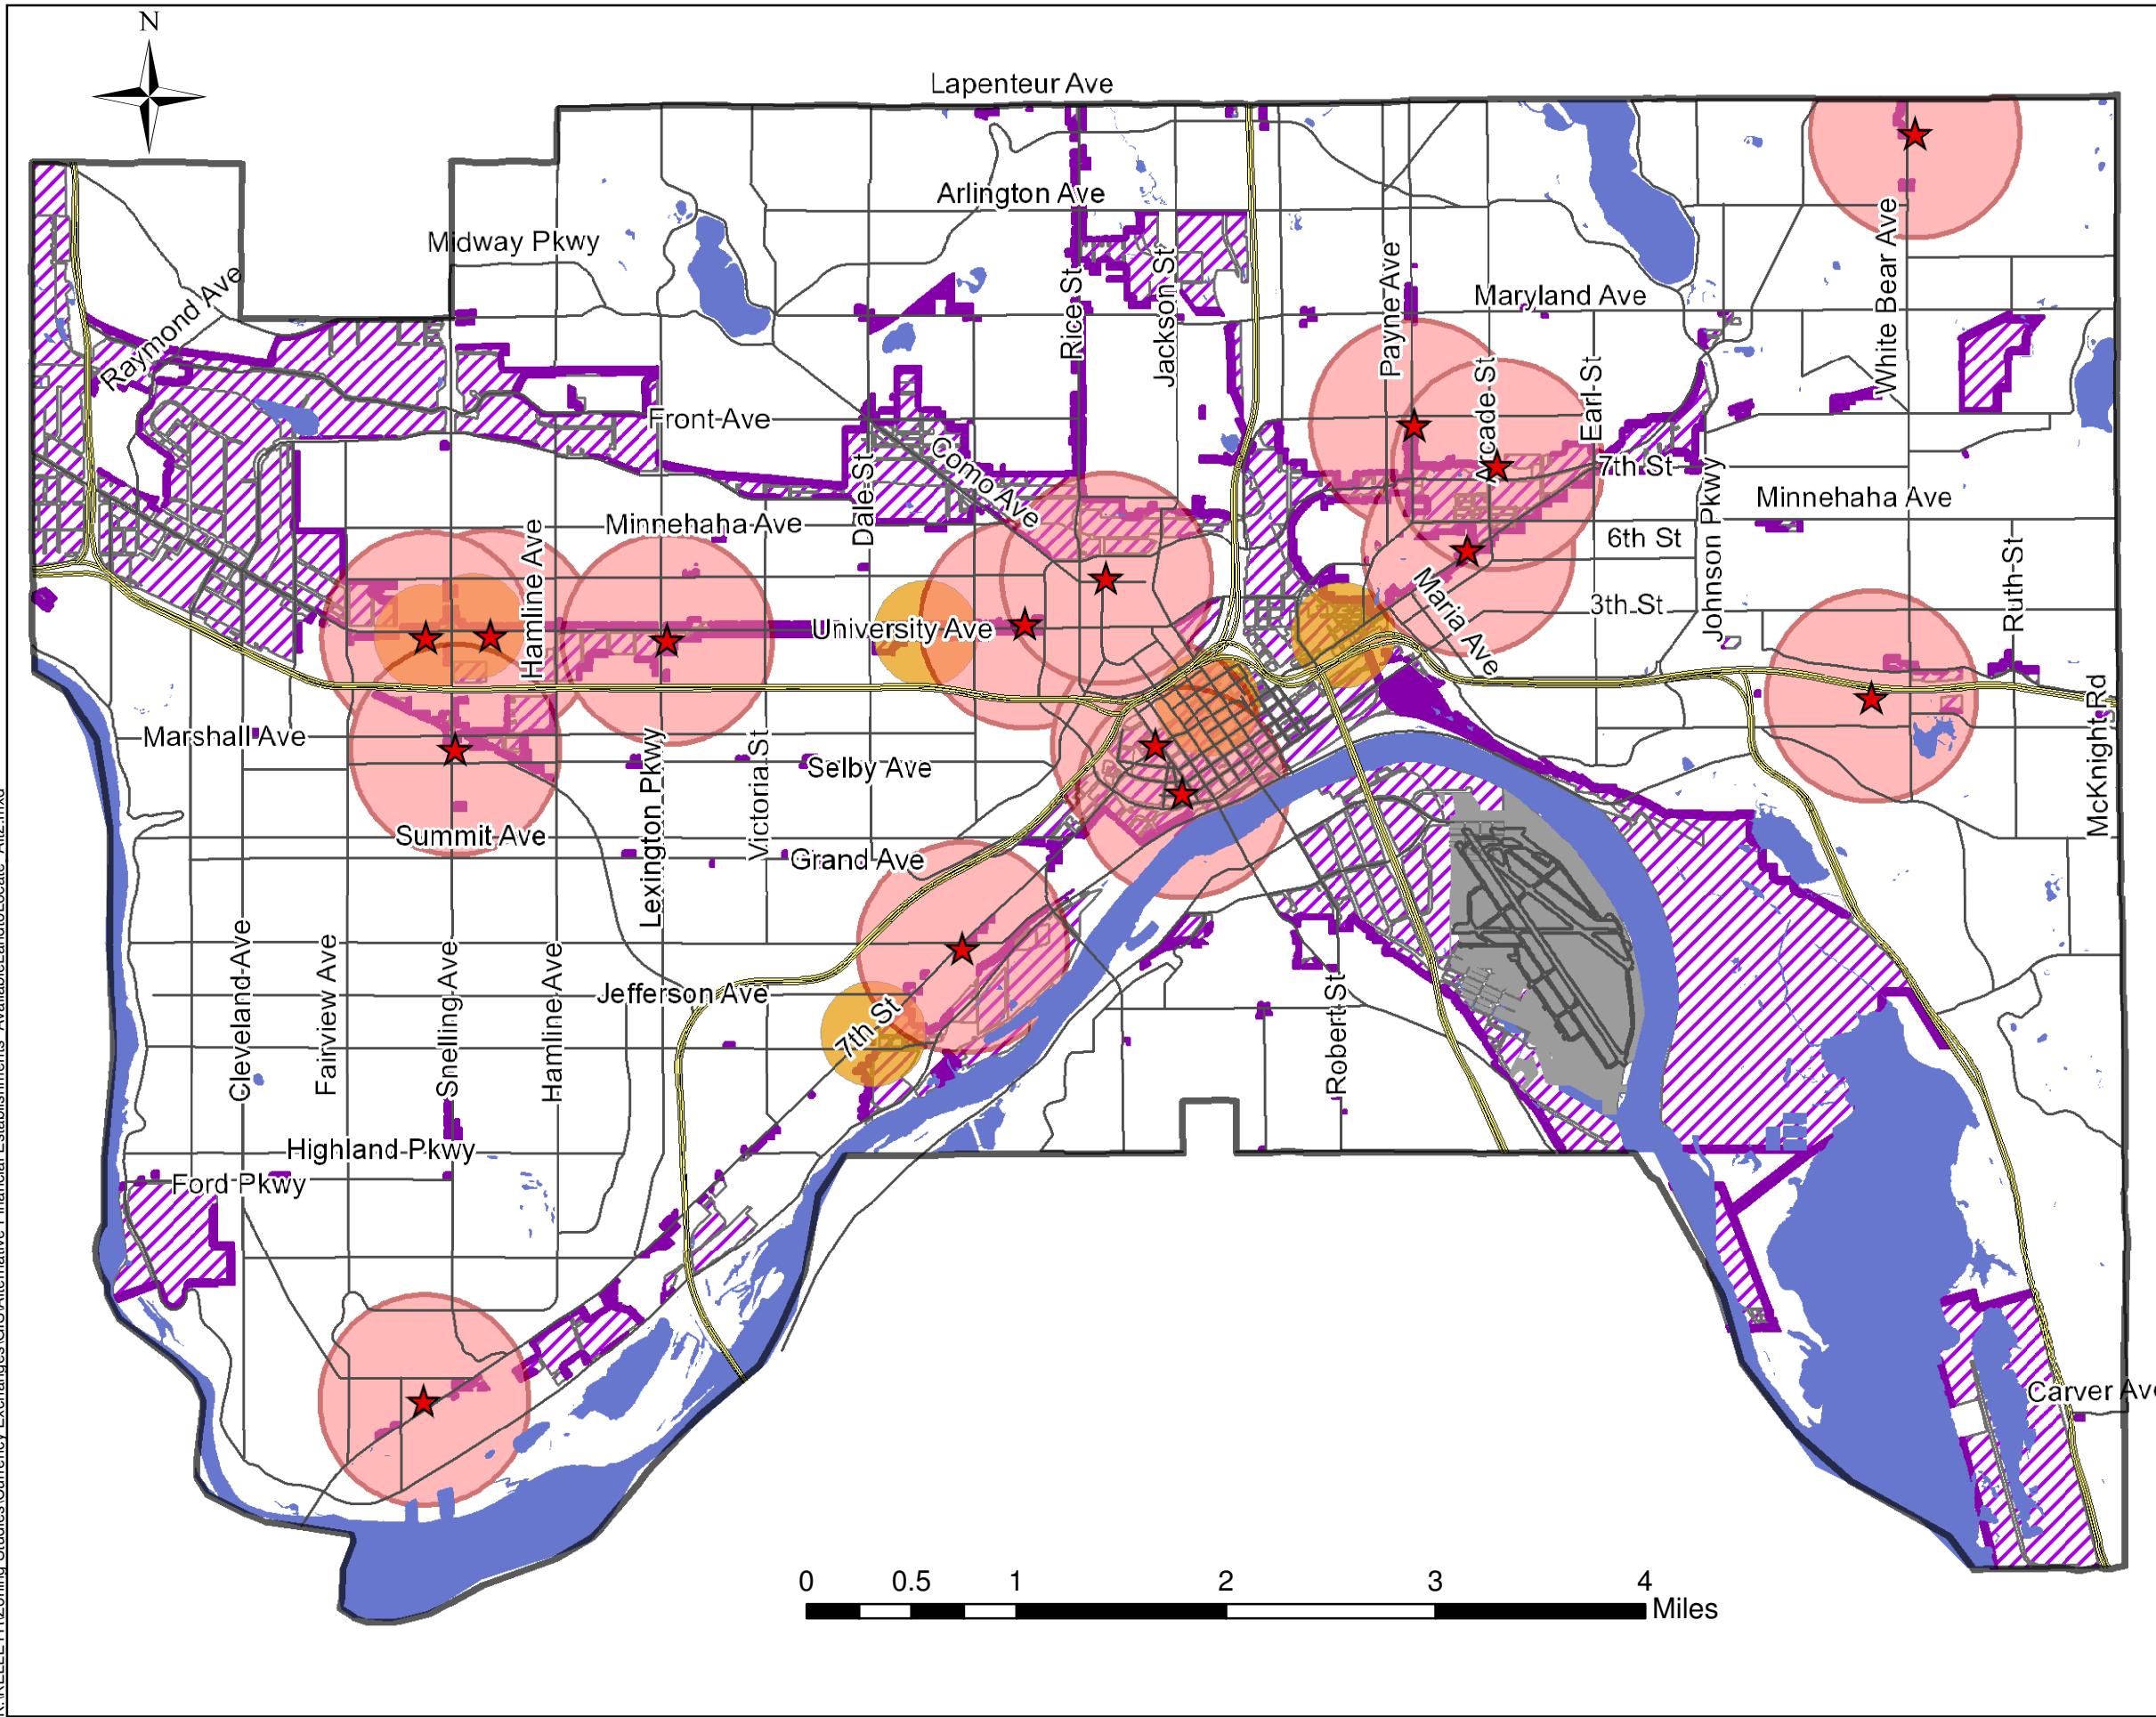 N
Lapenteur Ave
Arlington Ave
Midway Pkwy
Raymond Ave
Rice St
Jackson St
Payne Ave
Maryland Ave
White Bear Ave
Front Ave
Como Ave
Dale St
Arcade St
Earl St
7th St
Minnehaha Ave
Minnehaha Ave
Hamline Ave
6th St
Johnson Pkwy
Ruth St
3th St
Maria Ave
University Ave
Marshall Ave
Selby Ave
Victoria St
Lexington Pkwy
McKnight Rd
Summit Ave
Grand Ave
Cleveland Ave
Fairview Ave
Snelling Ave
Hamline Ave
Jefferson Ave
7th St
Robert St
Highland Pkwy
Ford Pkwy
Carver Ave
0 0.5 1 2 3 4
Miles